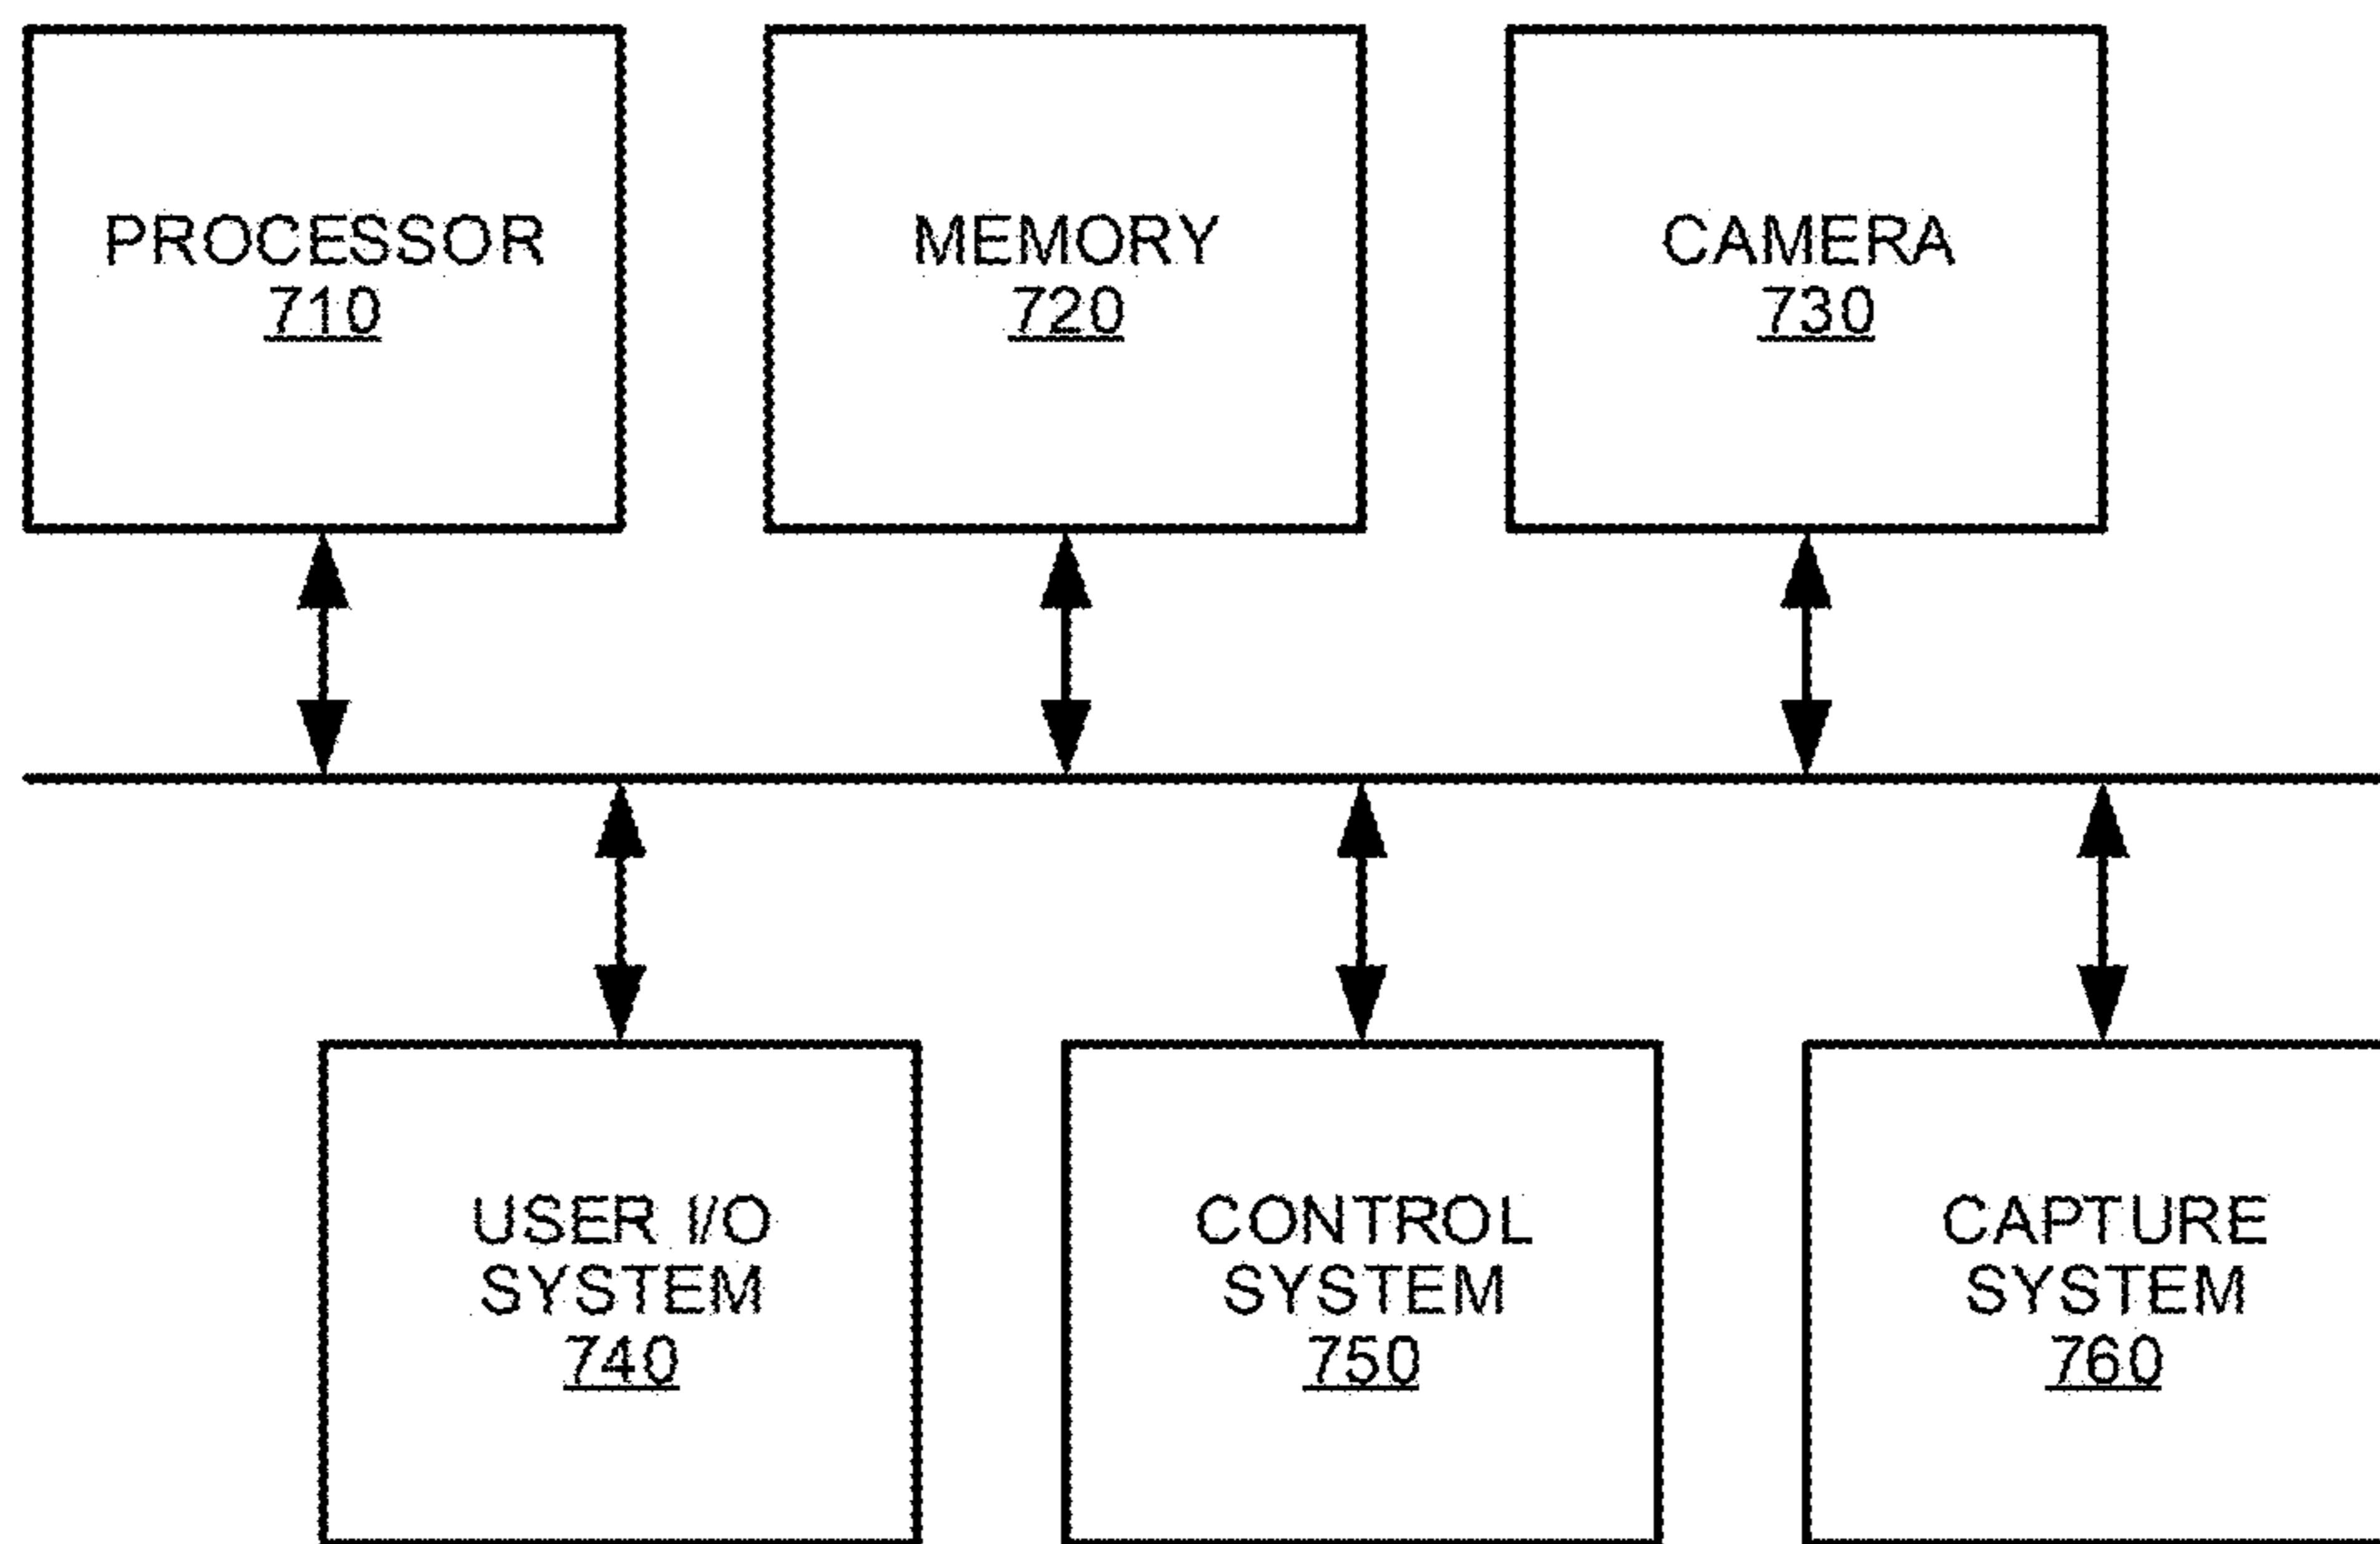 PROCESSOR
710
MEMORY
720
CAMERA
730
USER I/O
SYSTEM
740
CONTROL
SYSTEM
750
CAPTURE
SYSTEM
760